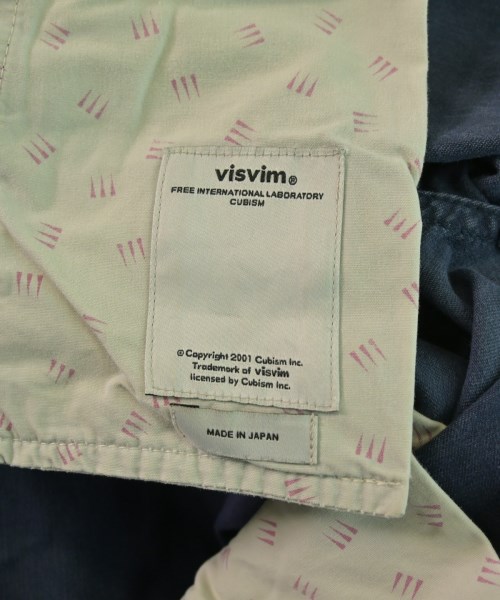 visvim®
FREE INTERNATIONAL LABORATORY
CUBISM
© Copyright 2001 Cubism Inc.
Trademark of visvim
licensed by Cubism Inc.
MADE IN JAPAN